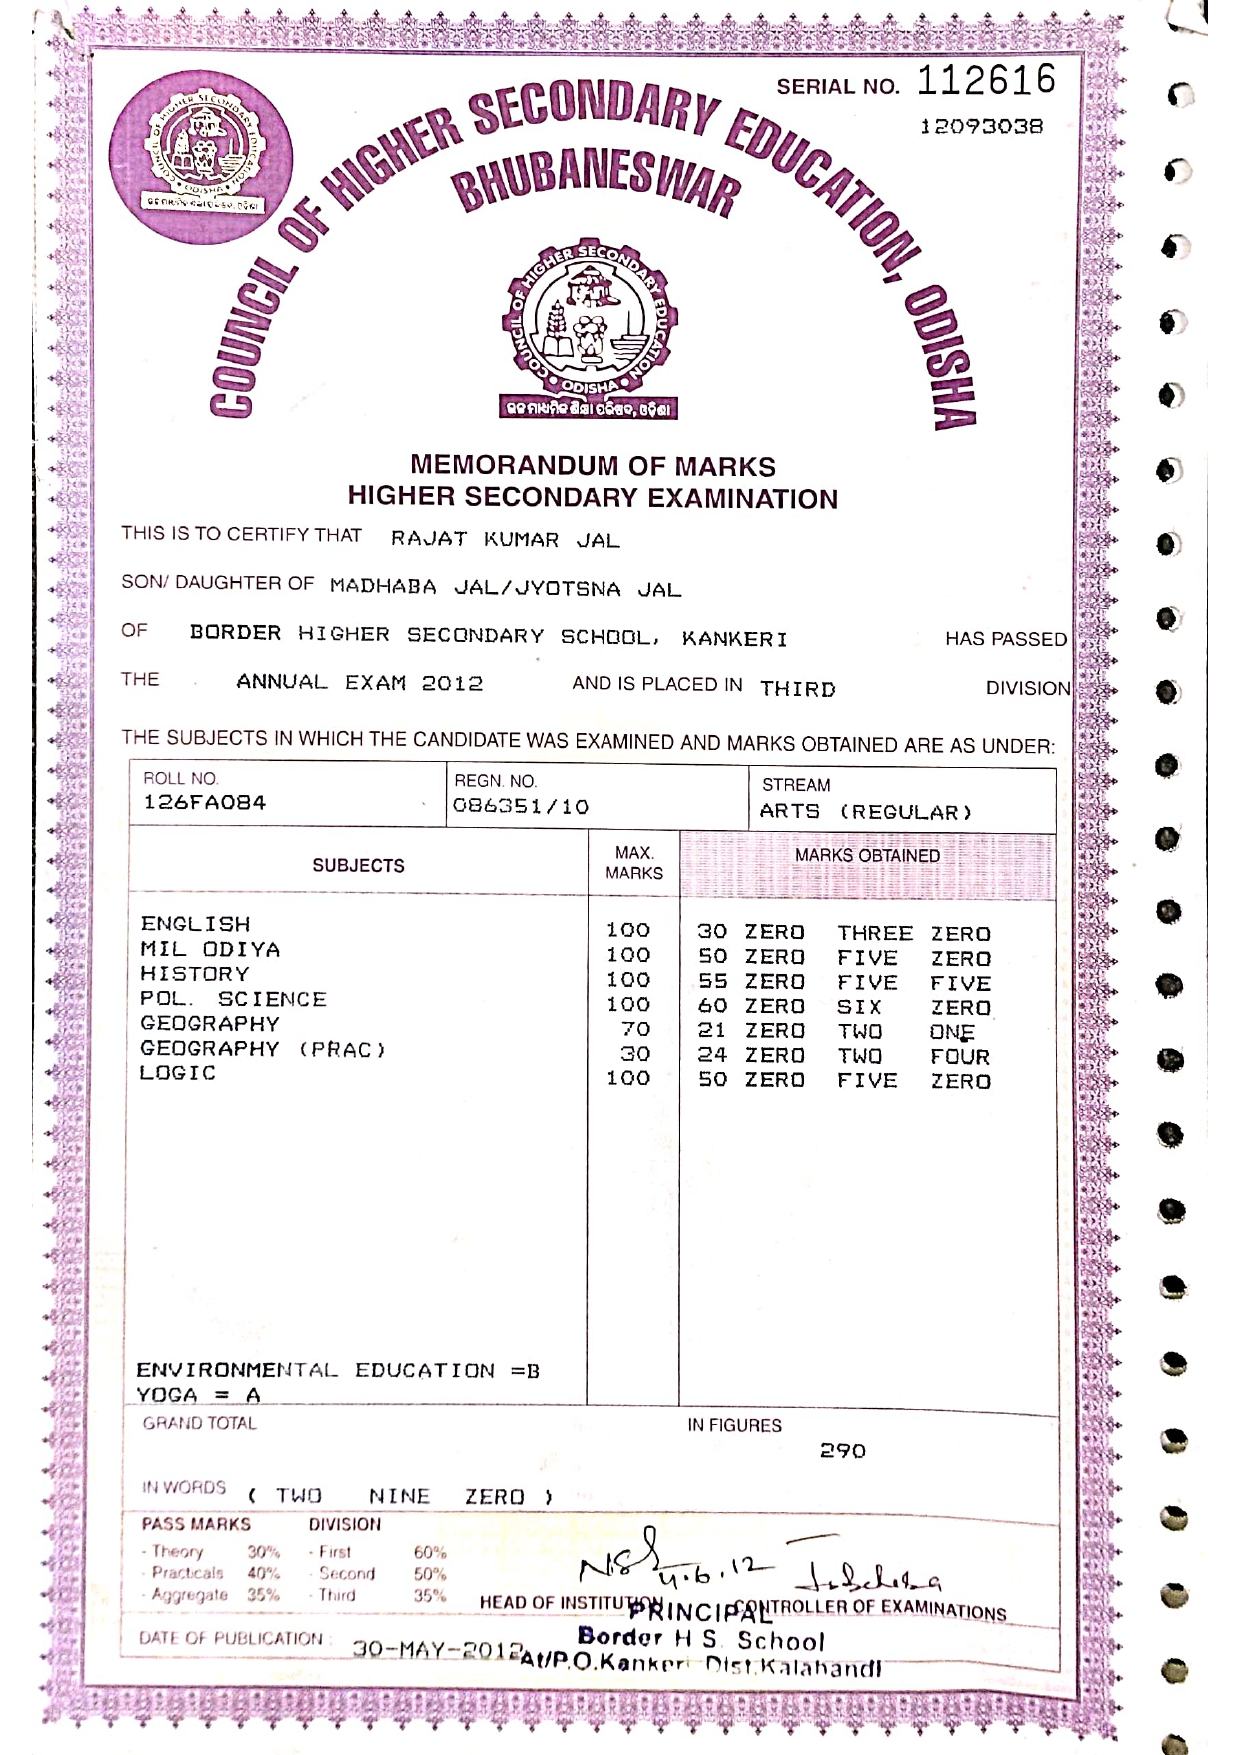 SERIAL NO. 112616
12093038
COUNCIL OF HIGHER SECONDARY EDUCATION, ODISHA
BHUBANESWAR
COUNCIL OF HIGHER SECONDARY EDUCATION
• ODISHA •
MEMORANDUM OF MARKS
HIGHER SECONDARY EXAMINATION
THIS IS TO CERTIFY THAT RAJAT KUMAR JAL
SON/ DAUGHTER OF MADHABA JAL/JYOTSNA JAL
OF BORDER HIGHER SECONDARY SCHOOL, KANKERI HAS PASSED
THE ANNUAL EXAM 2012 AND IS PLACED IN THIRD DIVISION
THE SUBJECTS IN WHICH THE CANDIDATE WAS EXAMINED AND MARKS OBTAINED ARE AS UNDER:
ROLL NO. REGN. NO. STREAM
126FA084 086351/10 ARTS (REGULAR)
SUBJECTS MAX. MARKS MARKS OBTAINED
ENGLISH 100 30 ZERO THREE ZERO
MIL ODIYA 100 50 ZERO FIVE ZERO
HISTORY 100 55 ZERO FIVE FIVE
POL. SCIENCE 100 60 ZERO SIX ZERO
GEOGRAPHY 70 21 ZERO TWO ONE
GEOGRAPHY (PRAC) 30 24 ZERO TWO FOUR
LOGIC 100 50 ZERO FIVE ZERO
ENVIRONMENTAL EDUCATION =B
YOGA = A
GRAND TOTAL IN FIGURES
290
IN WORDS ( TWO NINE ZERO )
PASS MARKS DIVISION
- Theory 30% - First 60%
- Practicals 40% - Second 50%
- Aggregate 35% - Third 35%
4.6.12
HEAD OF INSTITUTION CONTROLLER OF EXAMINATIONS
PRINCIPAL
Border H S. School
At/P.O.Kankeri Dist.Kalahandi
DATE OF PUBLICATION : 30-MAY-2012